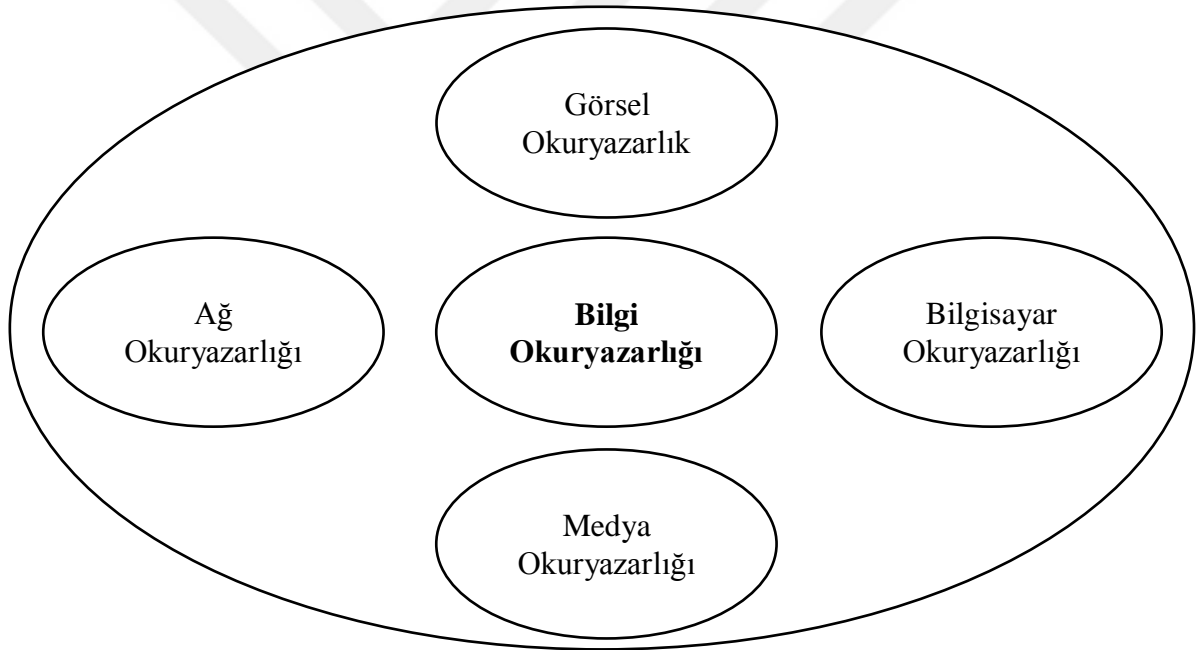 Görsel
Okuryazarlık
Ağ
Okuryazarlığı
Bilgi
Okuryazarlığı
Bilgisayar
Okuryazarlığı
Medya
Okuryazarlığı